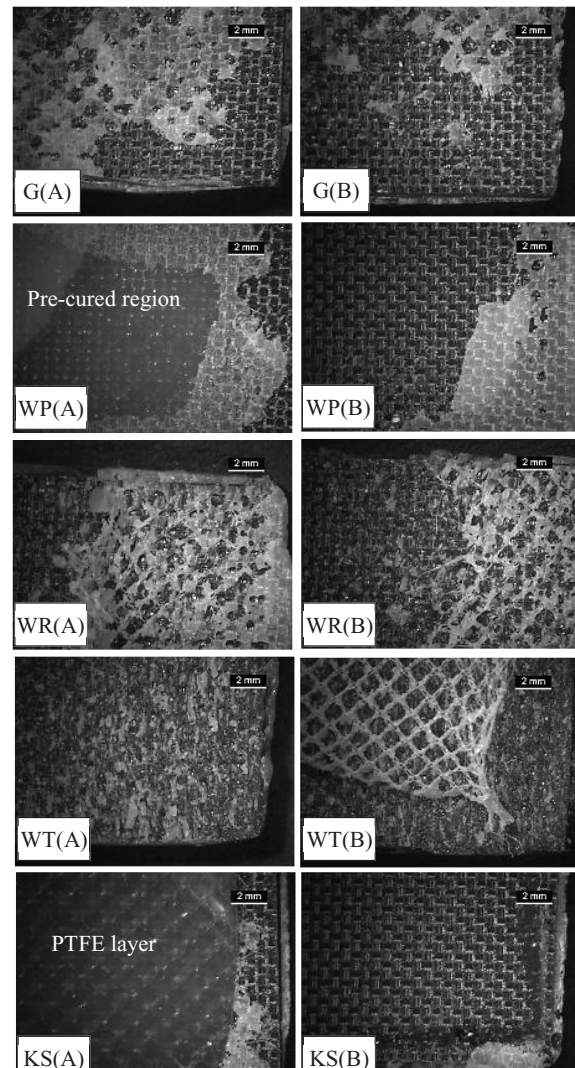 2 mm
2 mm
G(A)
G(B)
2 mm
2 mm
Pre-cured region
WP(A)
WP(B)
2 mm
2 mm
WR(A)
WR(B)
2 mm
2 mm
WT(A)
WT(B)
2 mm
2 mm
PTFE layer
KS(A)
KS(B)